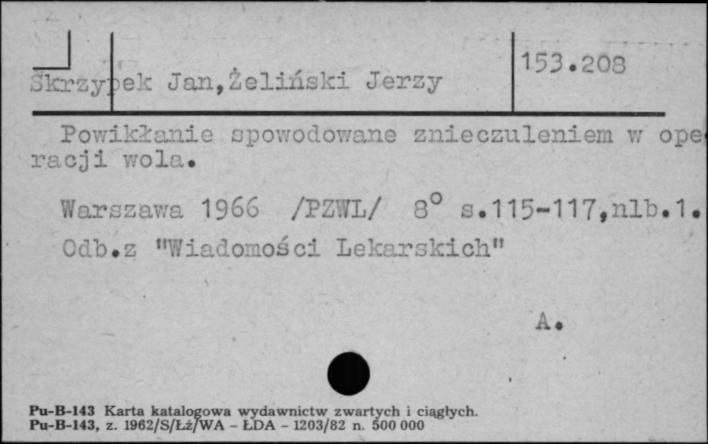 153.208
Skrzypek Jan,Żeliński Jerzy
Powikłanie spowodowane znieczuleniem w ope
racji wola.
Warszawa 1966 /PZWL/ 8° s.115-117,nlb.1.
Odb.z "Wiadomości Lekarskich"
A.
Pu-B-143 Karta katalogowa wydawnictw zwartych i ciągłych.
Pu-B-143, z. 1962/S/Łź/WA - ŁDA - 1203/82 n. 500 000